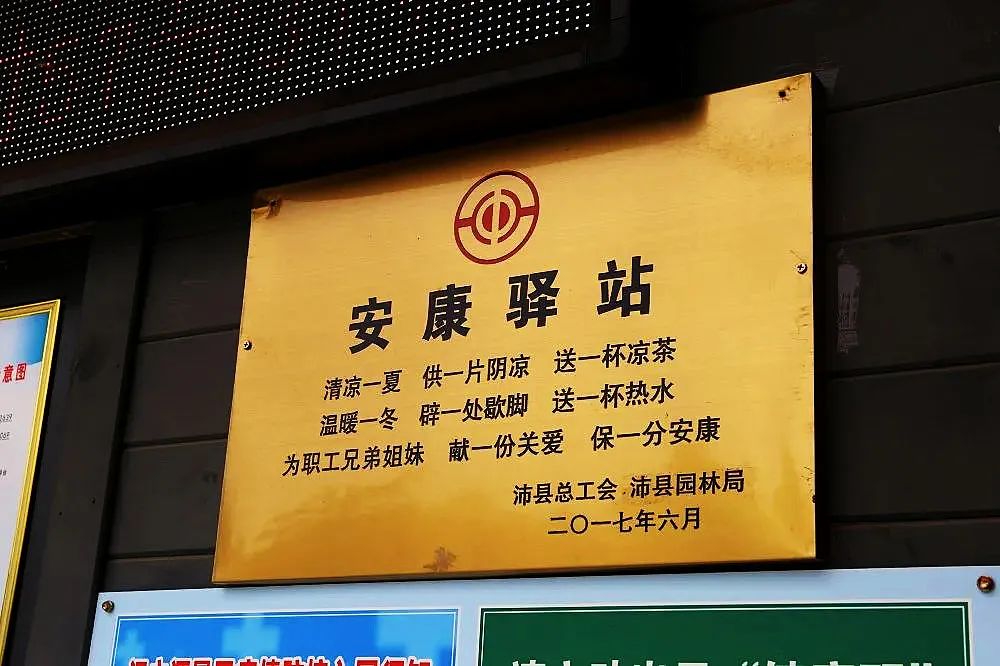 安康驿站
清凉一夏 供一片阴凉 送一杯凉茶
温暖一冬 辟一处歇脚 送一杯热水
为职工兄弟姐妹 献一份关爱 保一分安康
沛县总工会 沛县园林局
二〇一七年六月
意图